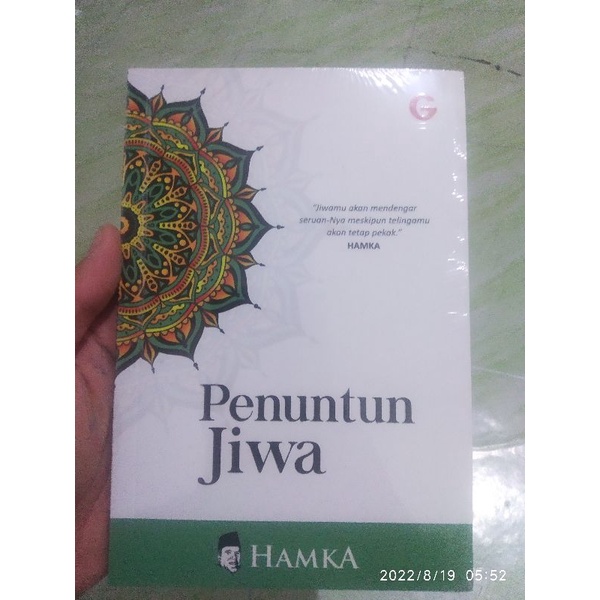 G
"Jiwamu akan mendengar
seruan-Nya meskipun telingamu
akan tetap pekak."
HAMKA
Penuntun
Jiwa
HAMKA
2022/8/19 05:52